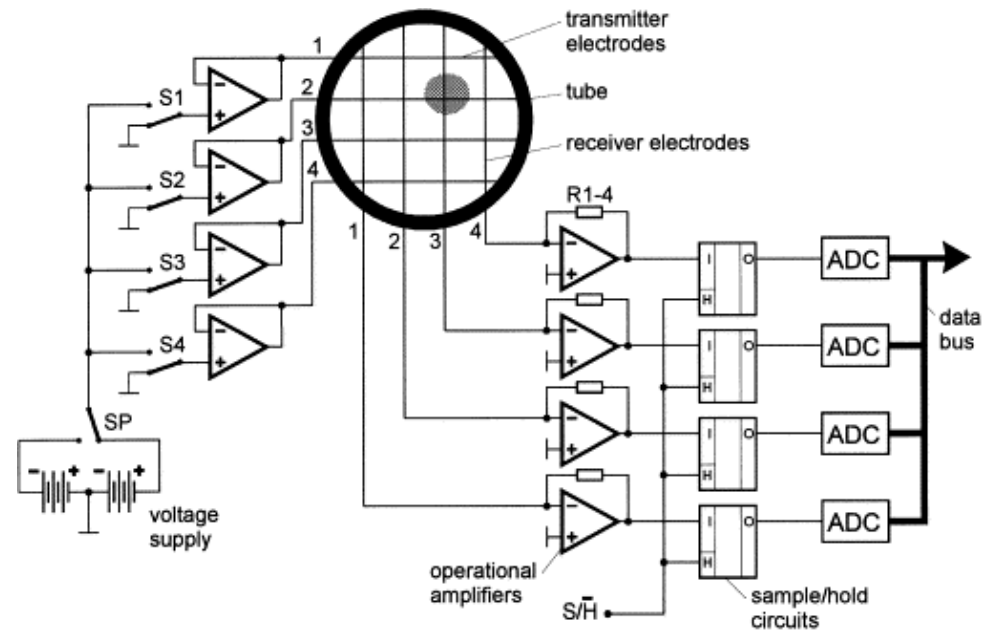 transmitter
electrodes
1
S1
-
+
2
tube
3
S2
-
+
receiver electrodes
4
R1-4
S3
-
+
1
2
3
4
-
+
I
O
H
ADC
S4
-
+
data
bus
-
+
I
O
H
ADC
SP
-
+
-
+
-
+
I
O
H
ADC
voltage
supply
-
+
I
O
H
ADC
operational
amplifiers
S/H̅
sample/hold
circuits